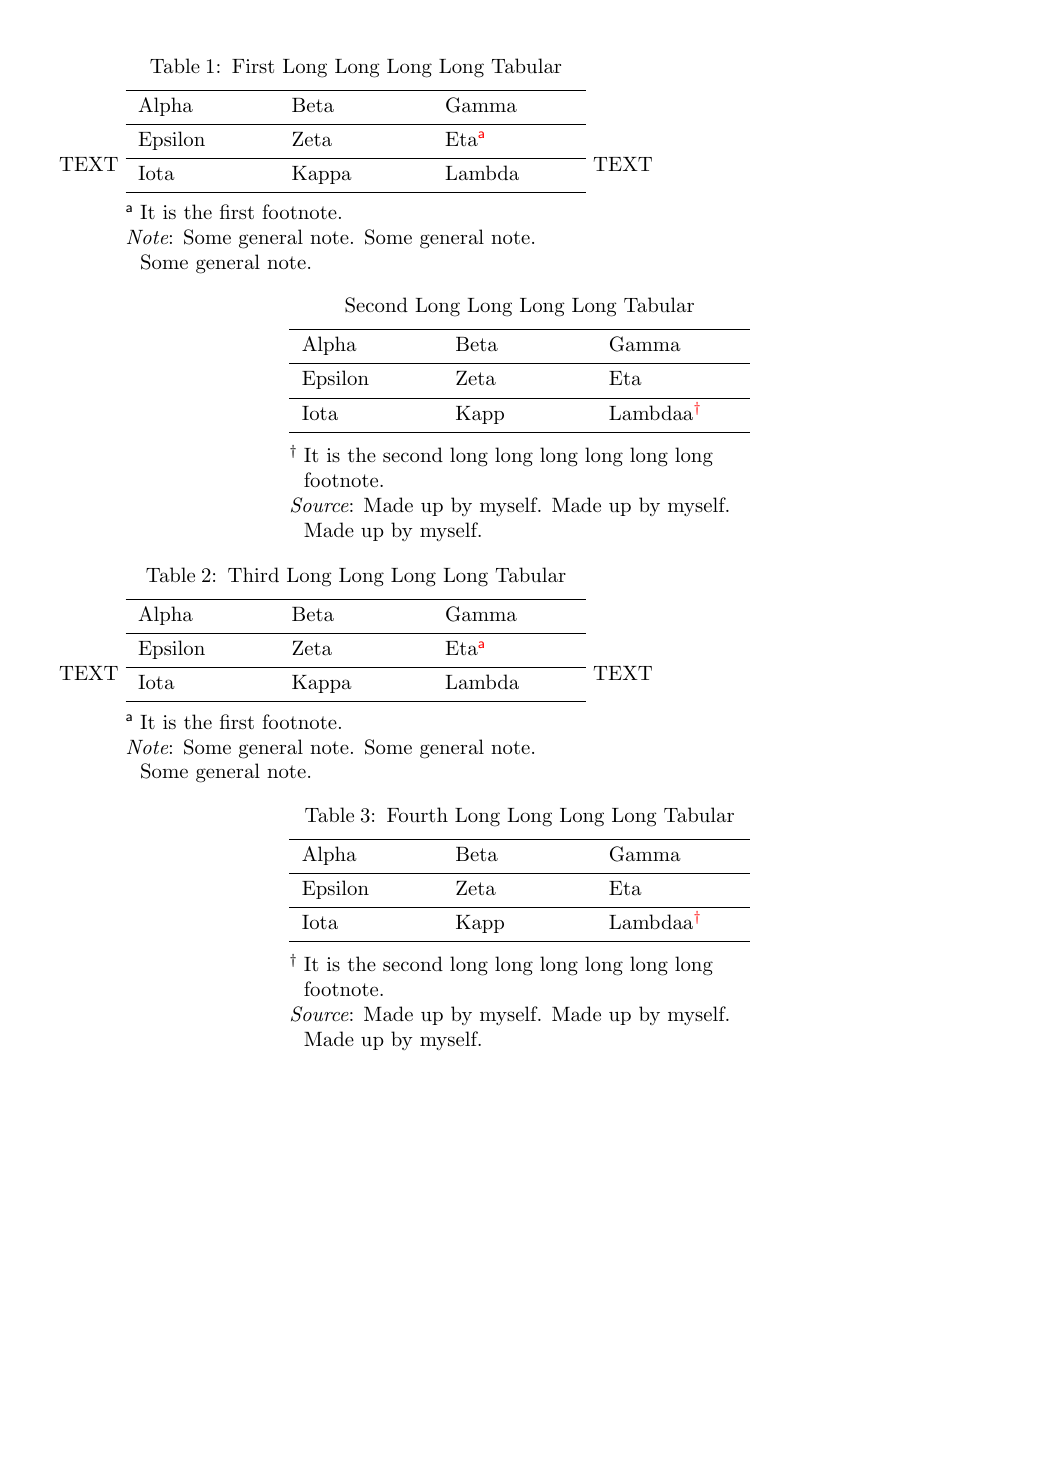 Table 1: First Long Long Long Long Tabular
Alpha Beta Gamma
Epsilon Zeta Etaᵃ
TEXT TEXT
Iota Kappa Lambda
ᵃ It is the first footnote.
Note: Some general note. Some general note.
Some general note.
Second Long Long Long Long Tabular
Alpha Beta Gamma
Epsilon Zeta Eta
Iota Kapp Lambdaa†
† It is the second long long long long long long
footnote.
Source: Made up by myself. Made up by myself.
Made up by myself.
Table 2: Third Long Long Long Long Tabular
Alpha Beta Gamma
Epsilon Zeta Etaᵃ
TEXT TEXT
Iota Kappa Lambda
ᵃ It is the first footnote.
Note: Some general note. Some general note.
Some general note.
Table 3: Fourth Long Long Long Long Tabular
Alpha Beta Gamma
Epsilon Zeta Eta
Iota Kapp Lambdaa†
† It is the second long long long long long long
footnote.
Source: Made up by myself. Made up by myself.
Made up by myself.